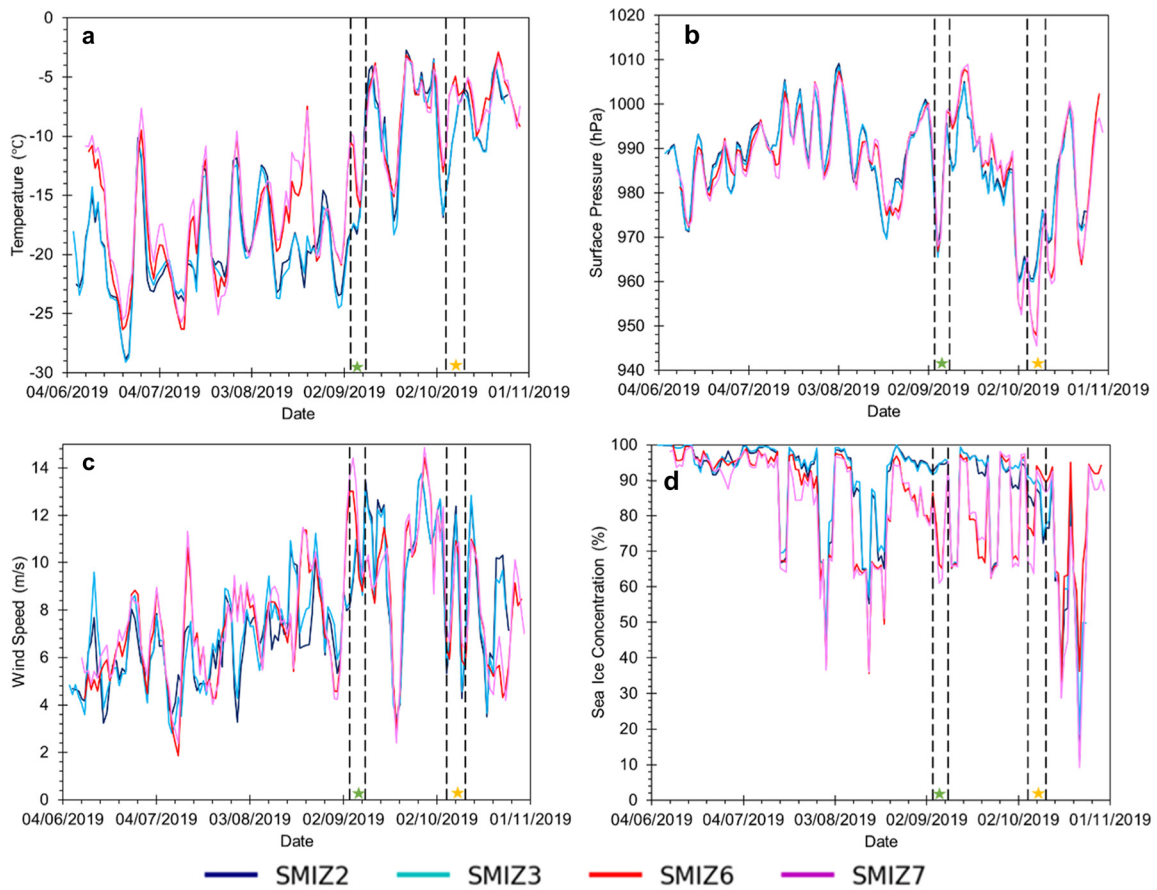 a
0
-5
-10
-15
-20
-25
-30
Temperature (°C)
04/06/2019 04/07/2019 03/08/2019 02/09/2019 02/10/2019 01/11/2019
Date
b
1020
1010
1000
990
980
970
960
950
940
Surface Pressure (hPa)
04/06/2019 04/07/2019 03/08/2019 02/09/2019 02/10/2019 01/11/2019
Date
c
14
12
10
8
6
4
2
0
Wind Speed (m/s)
04/06/2019 04/07/2019 03/08/2019 02/09/2019 02/10/2019 01/11/2019
Date
d
100
90
80
70
60
50
40
30
20
10
0
Sea Ice Concentration (%)
04/06/2019 04/07/2019 03/08/2019 02/09/2019 02/10/2019 01/11/2019
Date
SMIZ2 SMIZ3 SMIZ6 SMIZ7